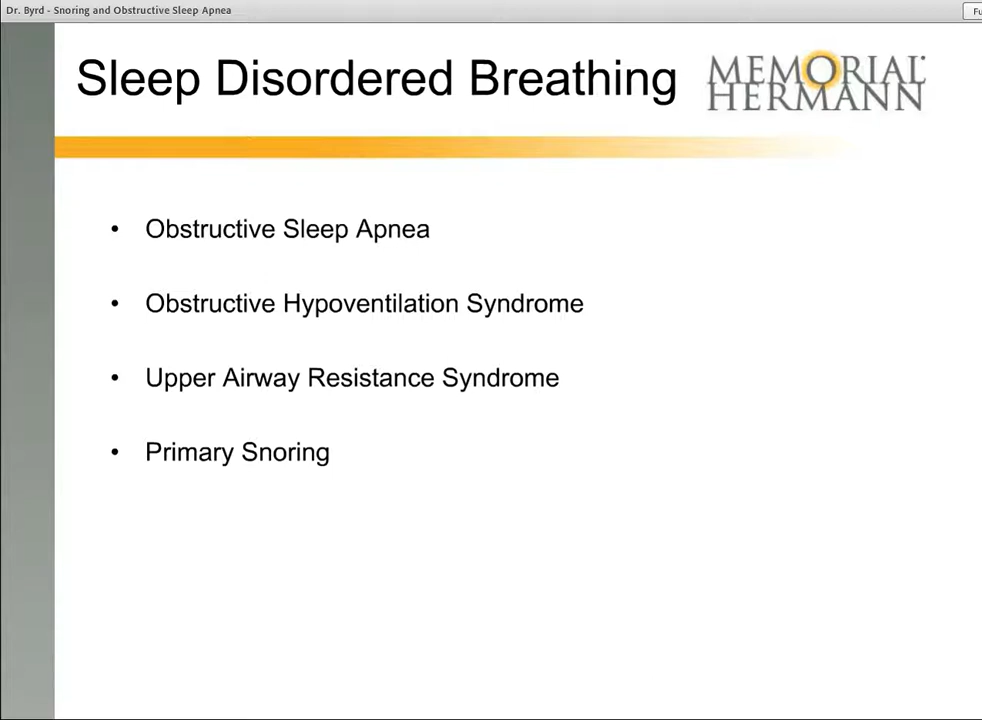 Dr. Byrd - Snoring and Obstructive Sleep Apnea
Fu
Sleep Disordered Breathing
MEMORIAL
HERMANN
• Obstructive Sleep Apnea
• Obstructive Hypoventilation Syndrome
• Upper Airway Resistance Syndrome
• Primary Snoring